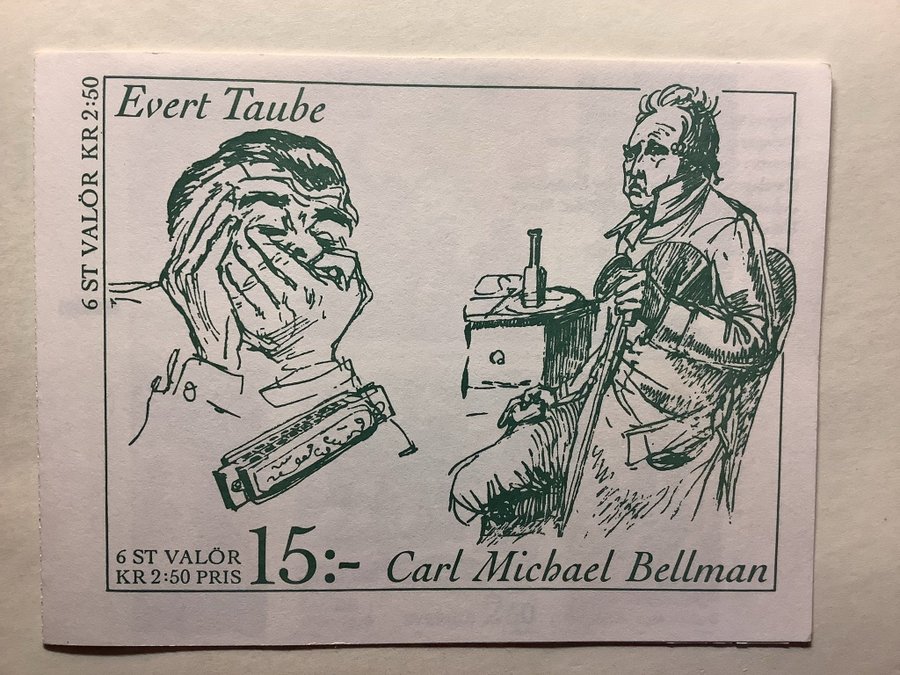 Evert Taube
6 ST VALÖR KR 2:50
6 ST VALÖR
KR 2:50 PRIS
15:-
Carl Michael Bellman